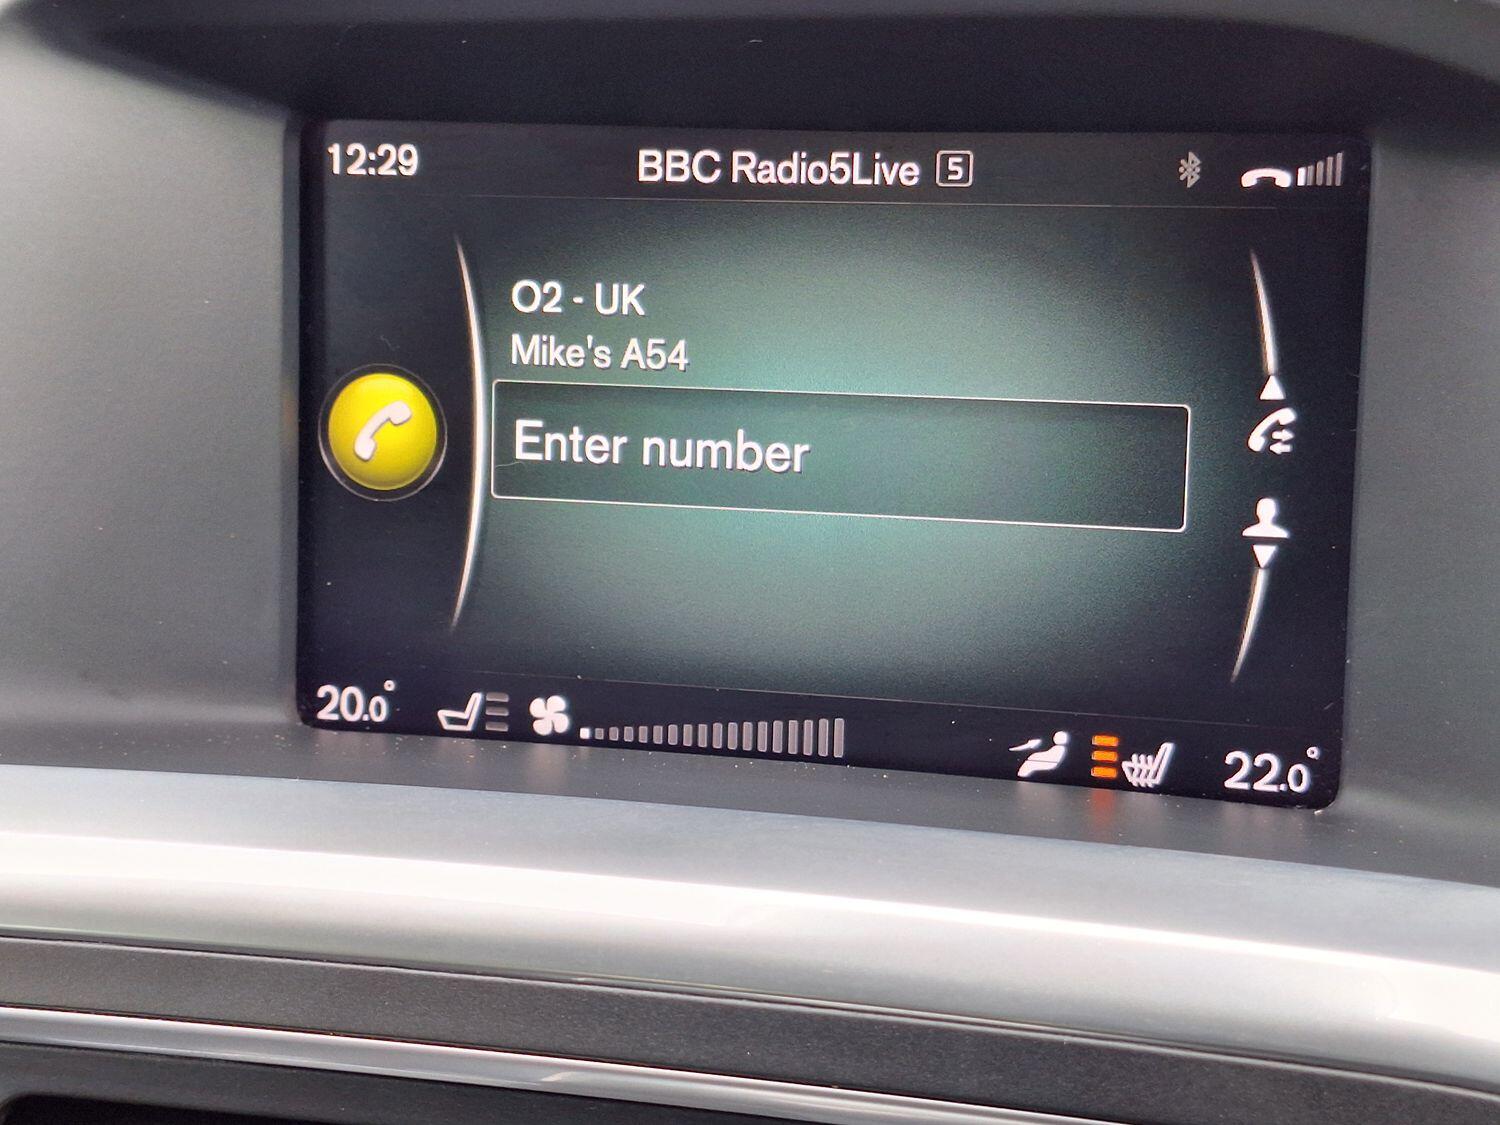 12:29
BBC Radio5Live 5
O2 - UK
Mike's A54
Enter number
20.0°
22.0°